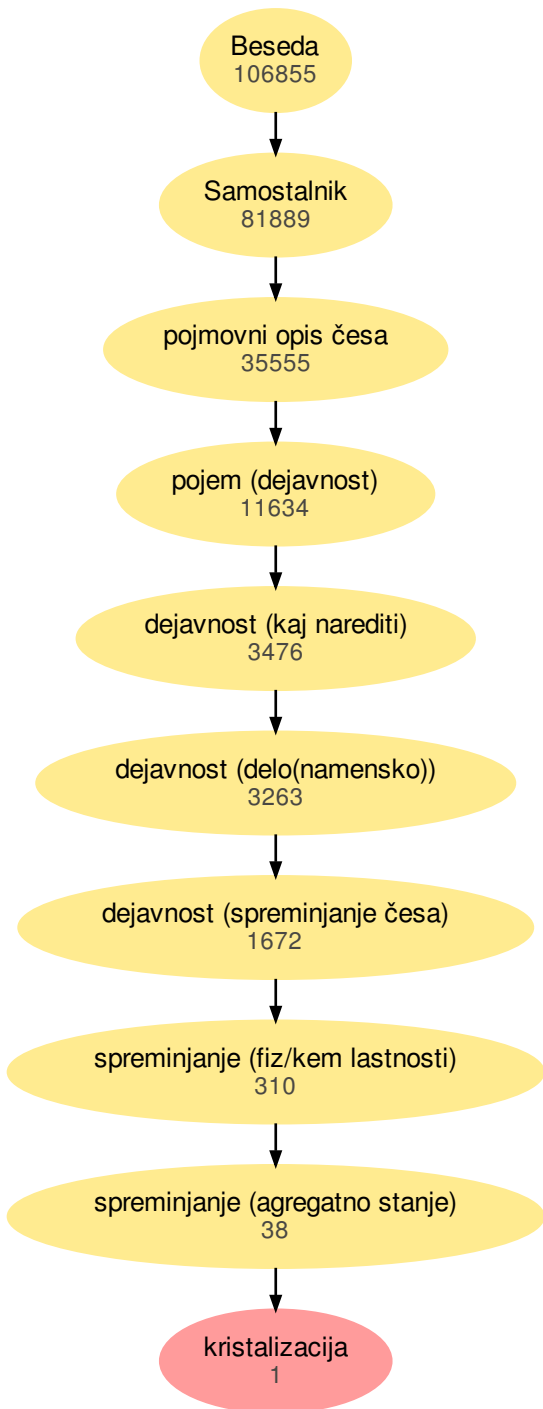 Beseda
106855
Samostalnik
81889
pojmovni opis česa
35555
pojem (dejavnost)
11634
dejavnost (kaj narediti)
3476
dejavnost (delo(namensko))
3263
dejavnost (spreminjanje česa)
1672
spreminjanje (fiz/kem lastnosti)
310
spreminjanje (agregatno stanje)
38
kristalizacija
1